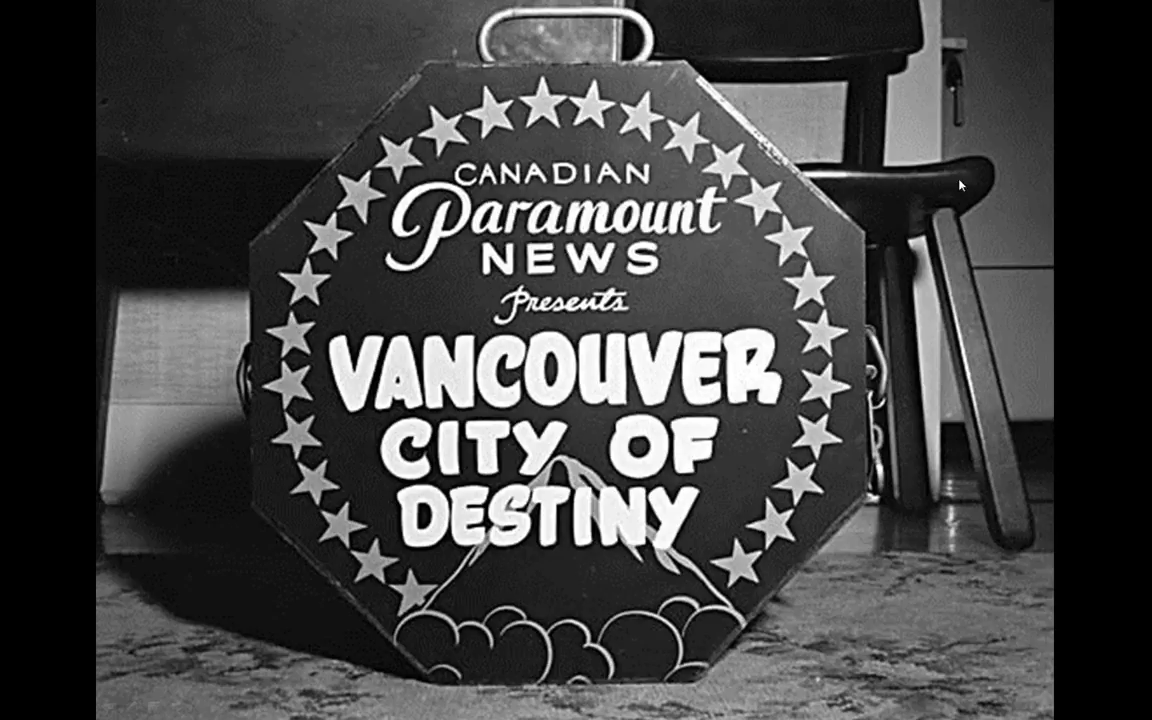 CANADIAN
Paramount
NEWS
Presents
VANCOUVER
CITY OF
DESTINY